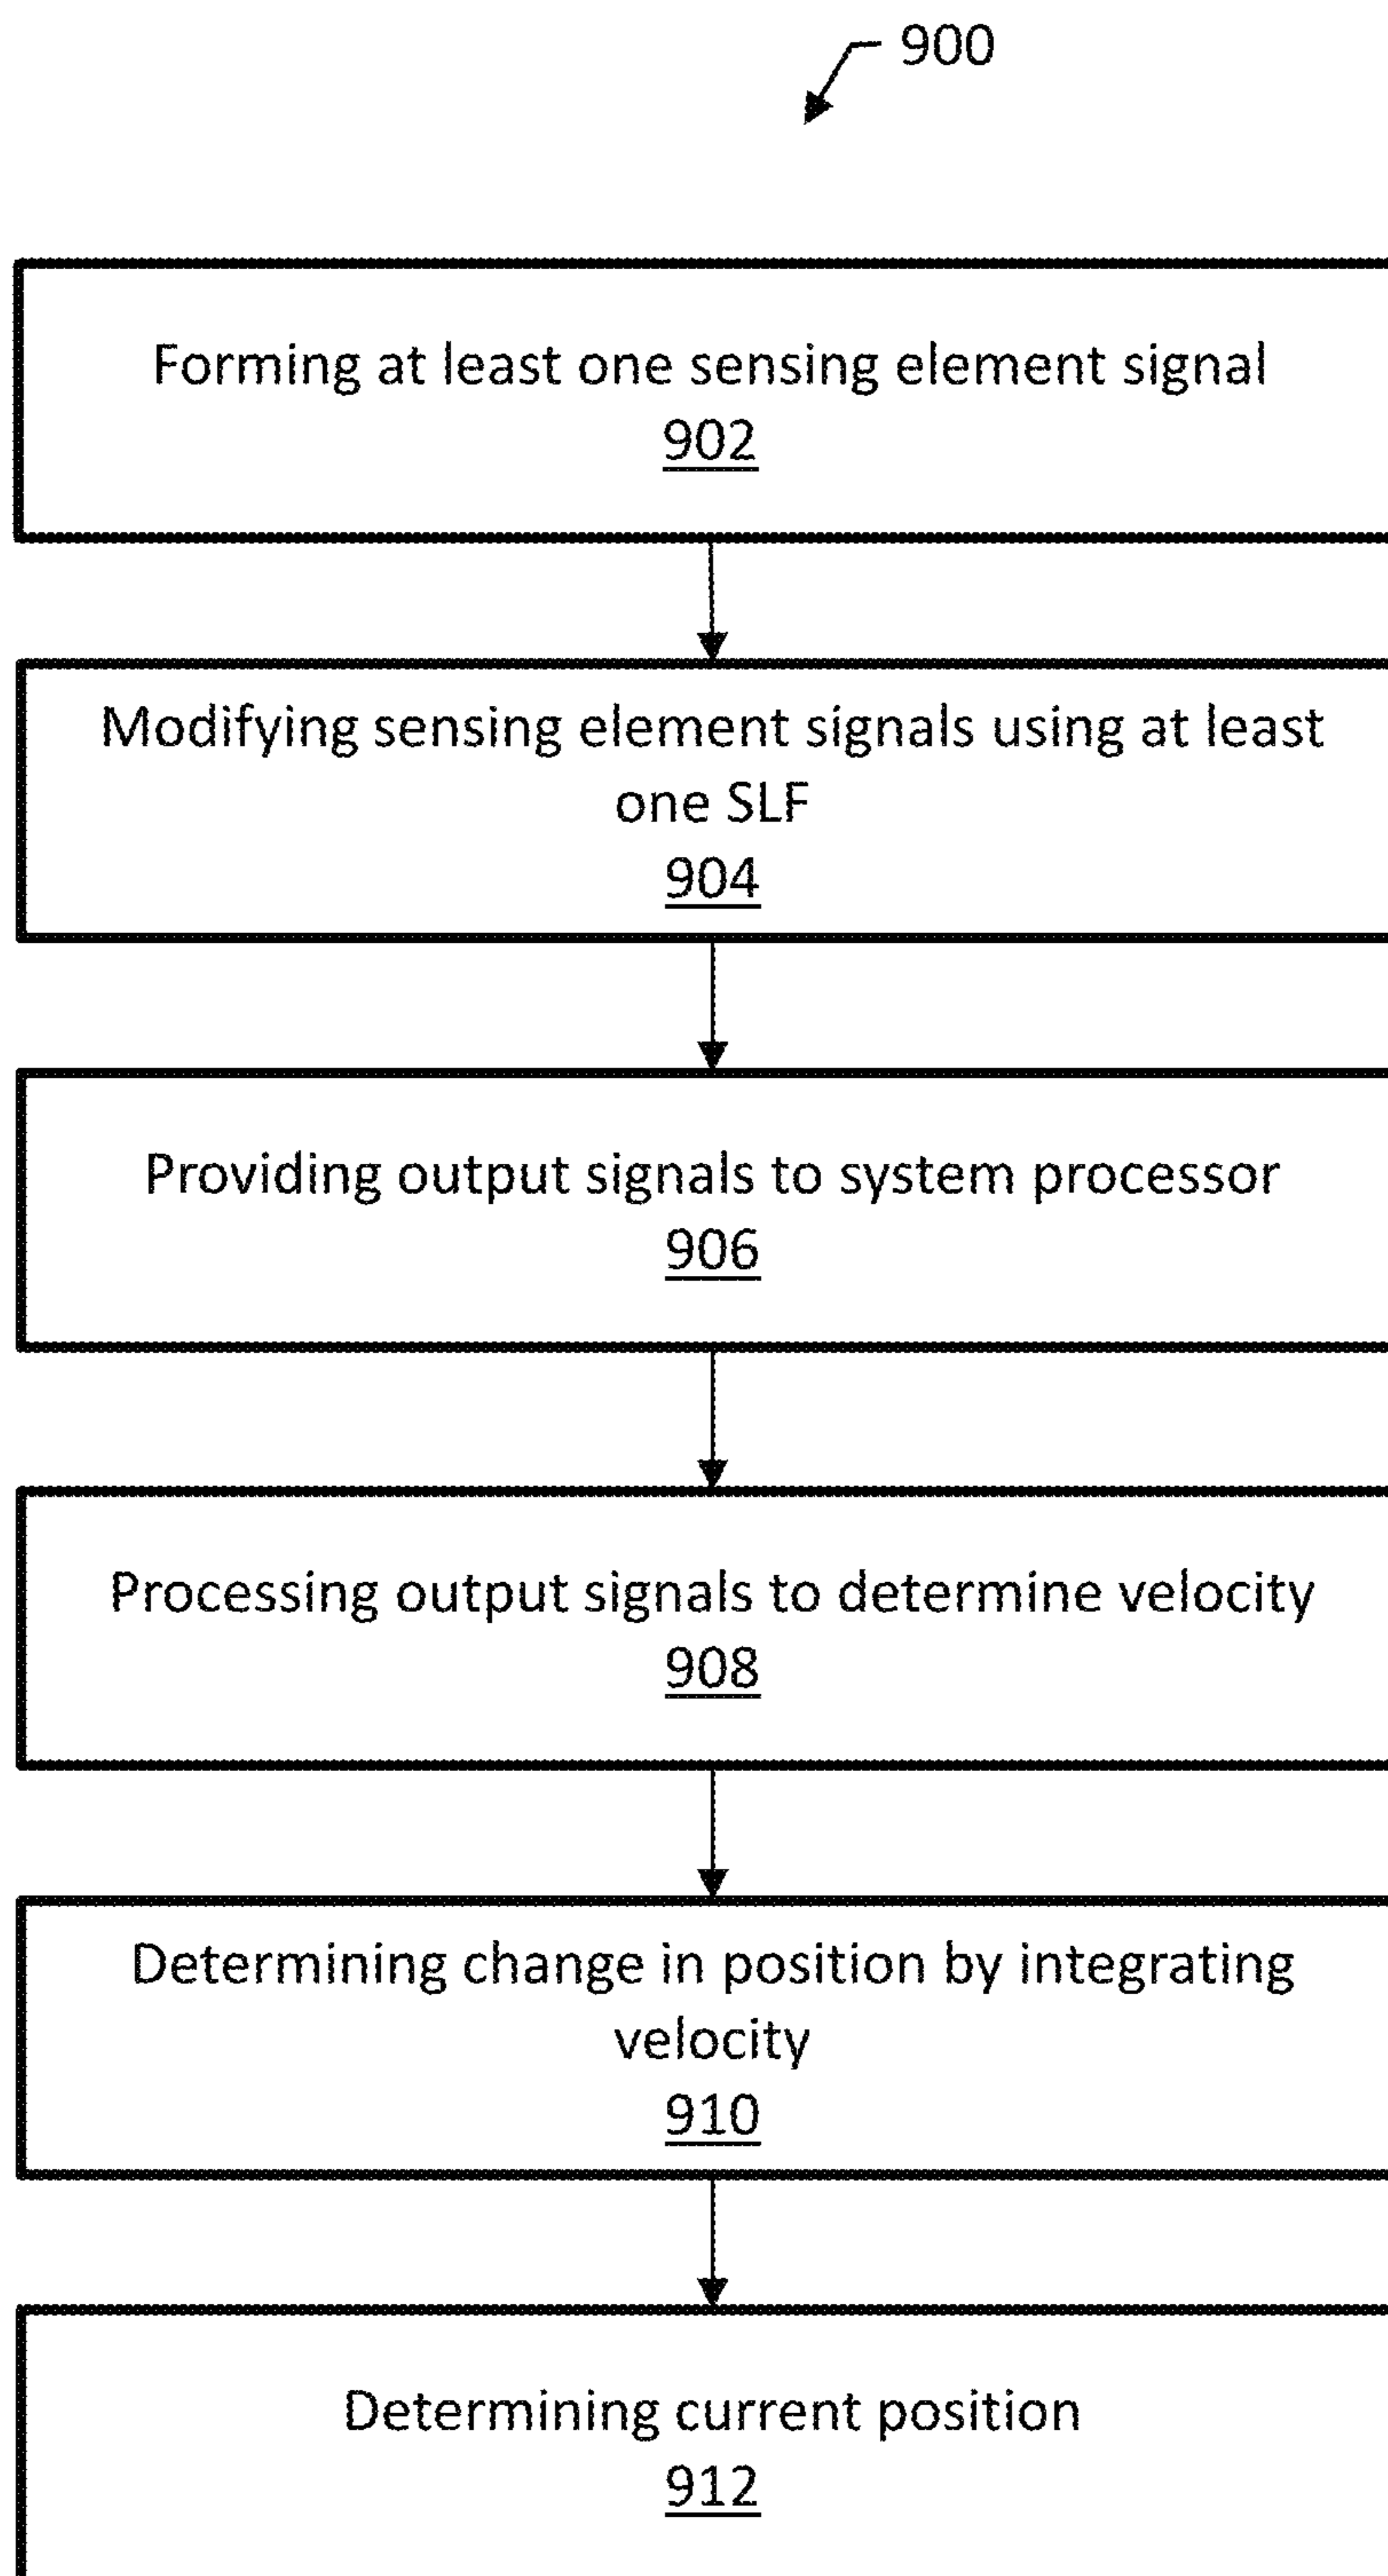 900
Forming at least one sensing element signal
902
Modifying sensing element signals using at least
one SLF
904
Providing output signals to system processor
906
Processing output signals to determine velocity
908
Determining change in position by integrating
velocity
910
Determining current position
912